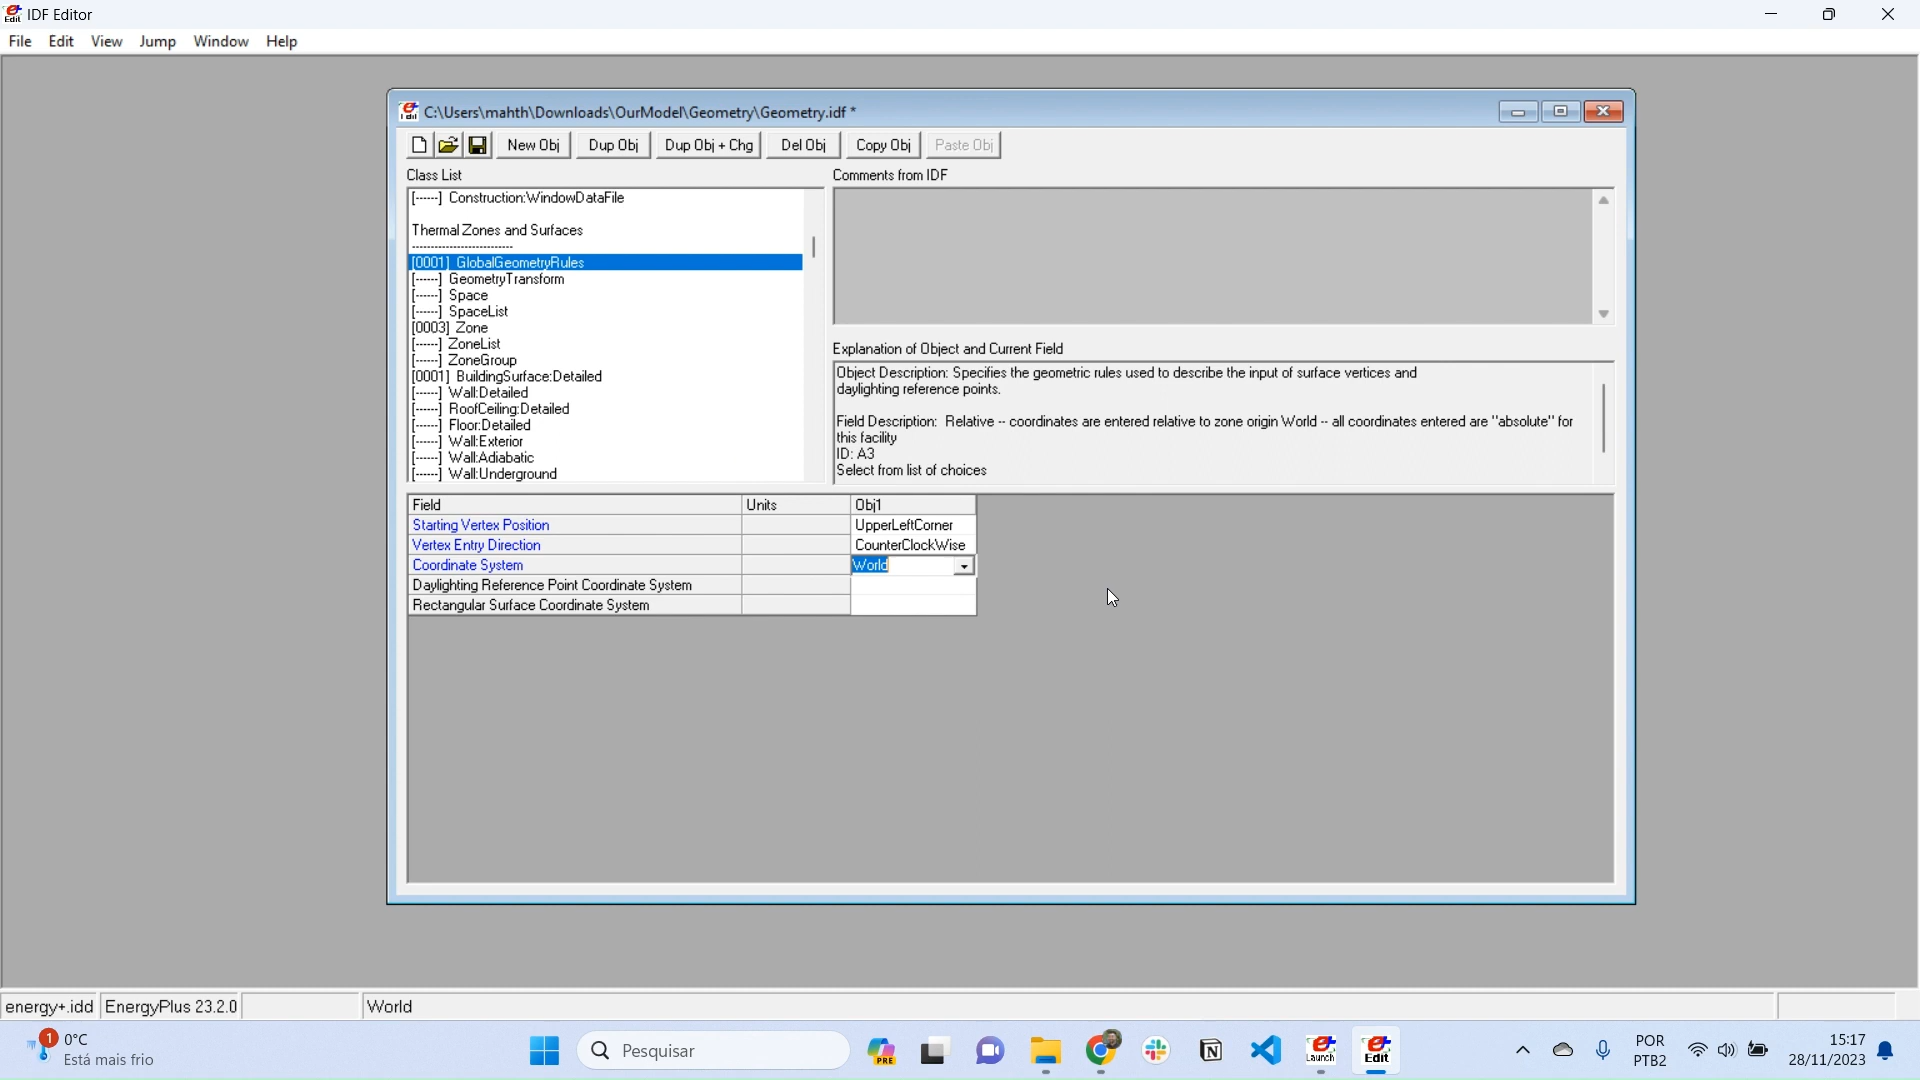 IDF Editor
File Edit View Jump Window Help
C:\Users\mahth\Downloads\OurModel\Geometry\Geometry.idf *
New Obj Dup Obj Dup Obj + Chg Del Obj Copy Obj Paste Obj
Class List
[------] Construction:WindowDataFile
Thermal Zones and Surfaces
--------------------------
[0001] GlobalGeometryRules
[------] GeometryTransform
[------] Space
[------] SpaceList
[0003] Zone
[------] ZoneList
[------] ZoneGroup
[0001] BuildingSurface:Detailed
[------] Wall:Detailed
[------] RoofCeiling:Detailed
[------] Floor:Detailed
[------] Wall:Exterior
[------] Wall:Adiabatic
[------] Wall:Underground
Comments from IDF
Explanation of Object and Current Field
Object Description: Specifies the geometric rules used to describe the input of surface vertices and
daylighting reference points.
Field Description: Relative -- coordinates are entered relative to zone origin World -- all coordinates entered are "absolute" for
this facility
ID: A3
Select from list of choices
Field Units Obj1
Starting Vertex Position UpperLeftCorner
Vertex Entry Direction CounterClockWise
Coordinate System World
Daylighting Reference Point Coordinate System
Rectangular Surface Coordinate System
energy+.idd EnergyPlus 23.2.0 World
1 0°C
Está mais frio
Pesquisar
PRE
Launch
Edit
POR
PTB2
15:17
28/11/2023